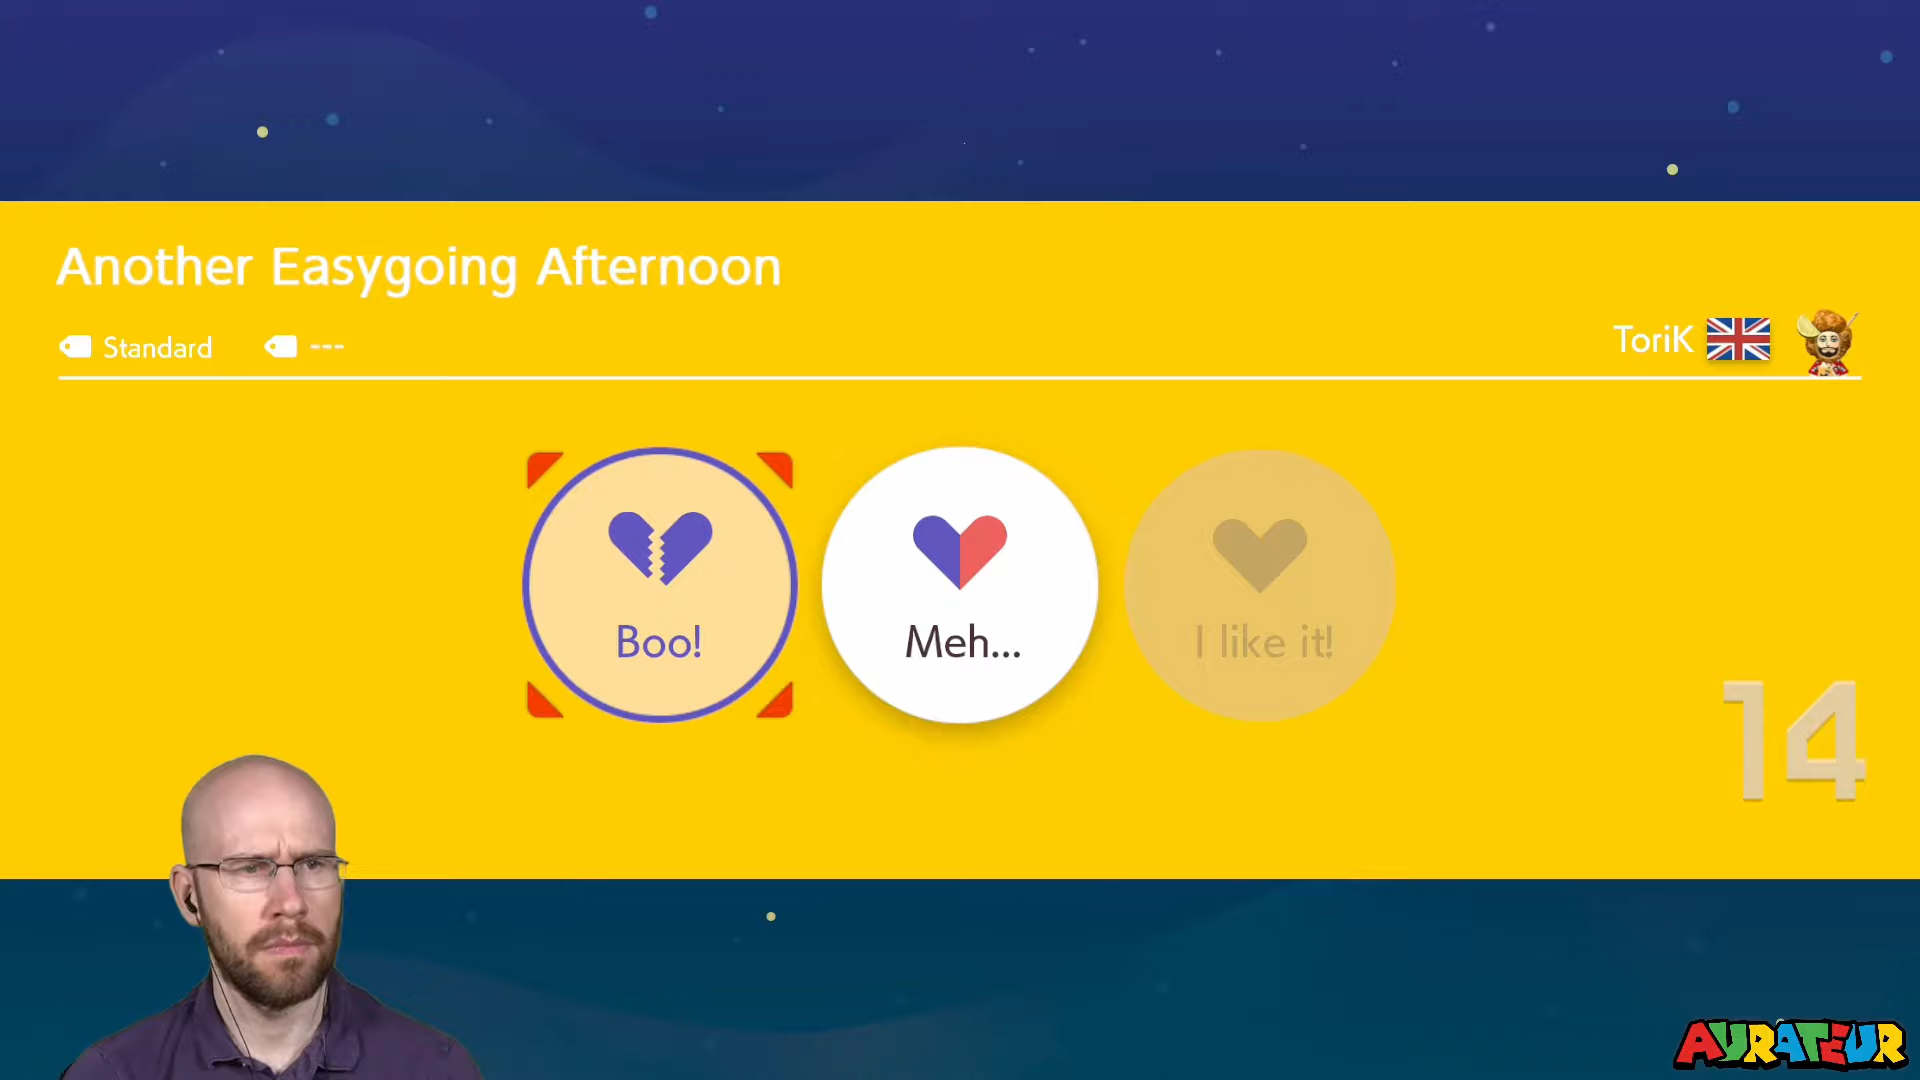 Another Easygoing Afternoon
Standard ---
ToriK
Boo!
Meh...
I like it!
14
AURATEUR